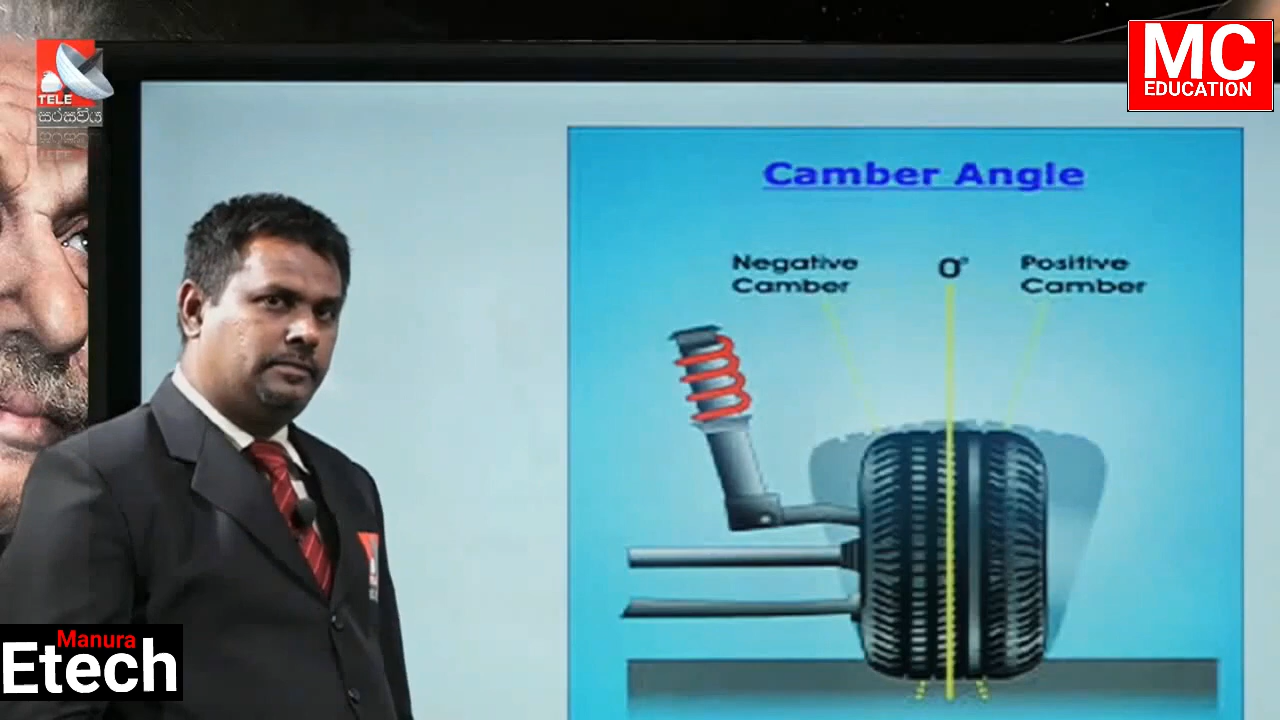 TELE
සරසවිය
MC
EDUCATION
Camber Angle
Negative
Camber
0°
Positive
Camber
Manura
Etech